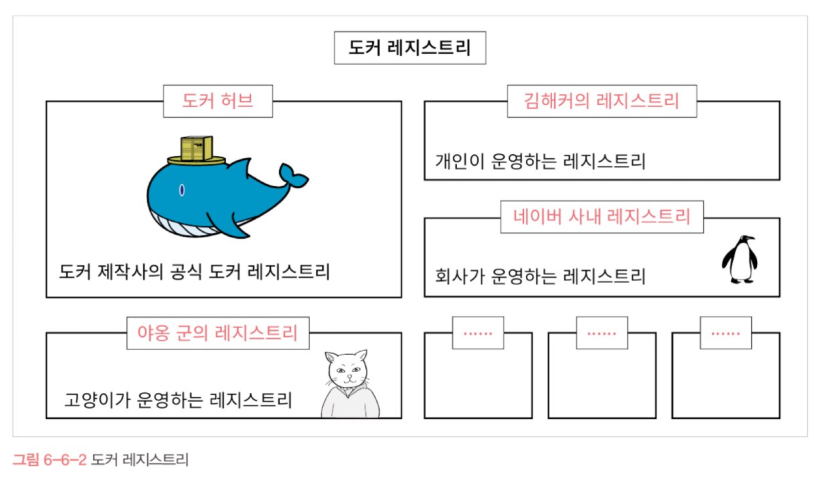 도커 레지스트리
도커 허브
도커 제작사의 공식 도커 레지스트리
김해커의 레지스트리
개인이 운영하는 레지스트리
네이버 사내 레지스트리
회사가 운영하는 레지스트리
야옹 군의 레지스트리
고양이가 운영하는 레지스트리
……
……
……
그림 6-6-2 도커 레지스트리